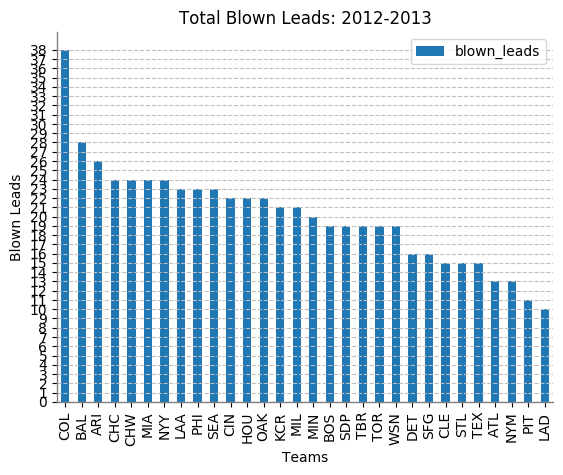 Total Blown Leads: 2012-2013
blown_leads
Blown Leads
38
37
36
35
34
33
32
31
30
29
28
27
26
25
24
23
22
21
20
19
18
17
16
15
14
13
12
11
10
9
8
7
6
5
4
3
2
1
0
COL
BAL
ARI
CHC
CHW
MIA
NYY
LAA
PHI
SEA
CIN
HOU
OAK
KCR
MIL
MIN
BOS
SDP
TBR
TOR
WSN
DET
SFG
CLE
STL
TEX
ATL
NYM
PIT
LAD
Teams